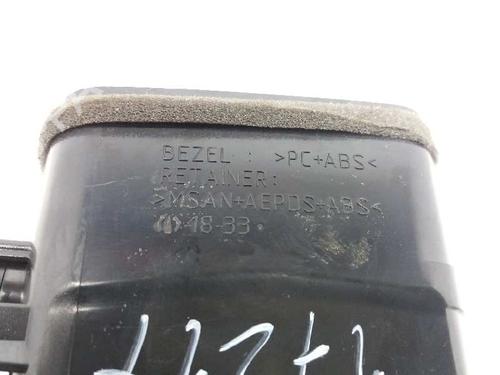 BEZEL : >PC+ABS<
RETAINER:
>MSAN+AEPDS+ABS<
18-33